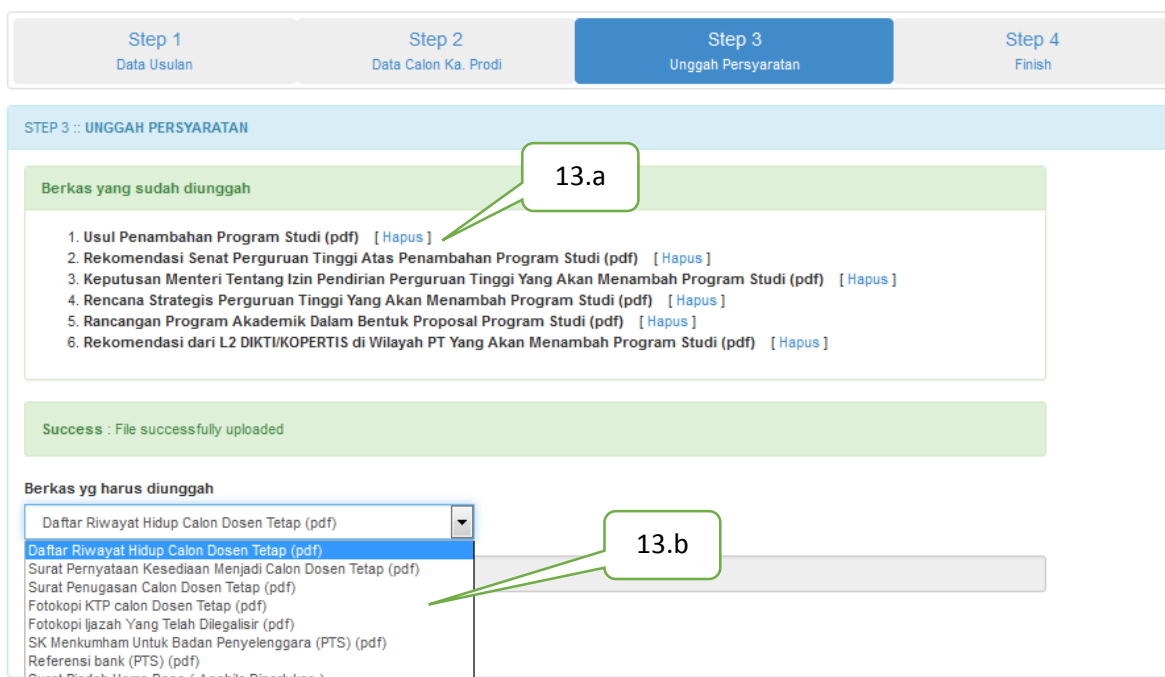 Step 1
Data Usulan
Step 2
Data Calon Ka. Prodi
Step 3
Unggah Persyaratan
Step 4
Finish
STEP 3 :: UNGGAH PERSYARATAN
13.a
Berkas yang sudah diunggah
1. Usul Penambahan Program Studi (pdf) [ Hapus ]
2. Rekomendasi Senat Perguruan Tinggi Atas Penambahan Program Studi (pdf) [ Hapus ]
3. Keputusan Menteri Tentang Izin Pendirian Perguruan Tinggi Yang Akan Menambah Program Studi (pdf) [ Hapus ]
4. Rencana Strategis Perguruan Tinggi Yang Akan Menambah Program Studi (pdf) [ Hapus ]
5. Rancangan Program Akademik Dalam Bentuk Proposal Program Studi (pdf) [ Hapus ]
6. Rekomendasi dari L2 DIKTI/KOPERTIS di Wilayah PT Yang Akan Menambah Program Studi (pdf) [ Hapus ]
Success : File successfully uploaded
Berkas yg harus diunggah
Daftar Riwayat Hidup Calon Dosen Tetap (pdf)
13.b
Daftar Riwayat Hidup Calon Dosen Tetap (pdf)
Surat Pernyataan Kesediaan Menjadi Calon Dosen Tetap (pdf)
Surat Penugasan Calon Dosen Tetap (pdf)
Fotokopi KTP calon Dosen Tetap (pdf)
Fotokopi Ijazah Yang Telah Dilegalisir (pdf)
SK Menkumham Untuk Badan Penyelenggara (PTS) (pdf)
Referensi bank (PTS) (pdf)